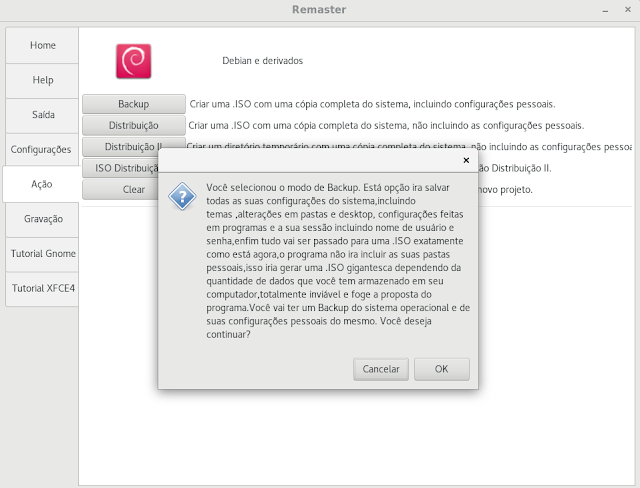 Remaster
Home
Help
Saída
Configurações
Ação
Gravação
Tutorial Gnome
Tutorial XFCE4
Debian e derivados
Backup Criar uma .ISO com uma cópia completa do sistema, incluindo configurações pessoais.
Distribuição Criar uma .ISO com uma cópia completa do sistema, não incluindo as configurações pessoais.
Distribuição II Criar um diretório temporário com uma cópia completa do sistema, não incluindo as configurações pessoa
ISO Distribuição Distribuição II.
Clear novo projeto.
Você selecionou o modo de Backup. Está opção ira salvar
todas as suas configurações do sistema,incluindo
temas ,alterações em pastas e desktop, configurações feitas
em programas e a sua sessão incluindo nome de usuário e
senha,enfim tudo vai ser passado para uma .ISO exatamente
como está agora,o programa não ira incluir as suas pastas
pessoais,isso iria gerar uma .ISO gigantesca dependendo da
quantidade de dados que você tem armazenado em seu
computador,totalmente inviável e foge a proposta do
programa.Você vai ter um Backup do sistema operacional e de
suas configurações pessoais do mesmo. Você deseja
continuar?
Cancelar
OK